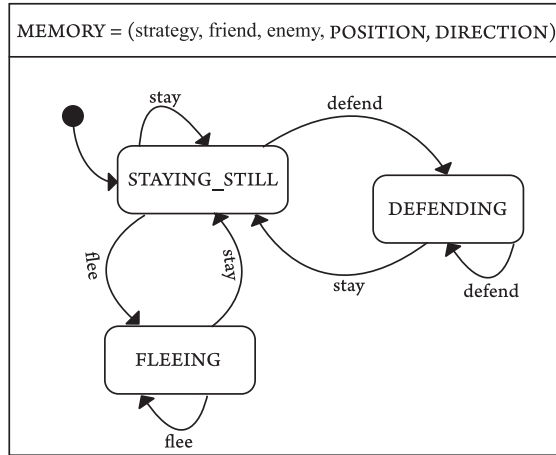 MEMORY = (strategy, friend, enemy, POSITION, DIRECTION)
stay
defend
STAYING_STILL
DEFENDING
flee
stay
stay
defend
FLEEING
flee